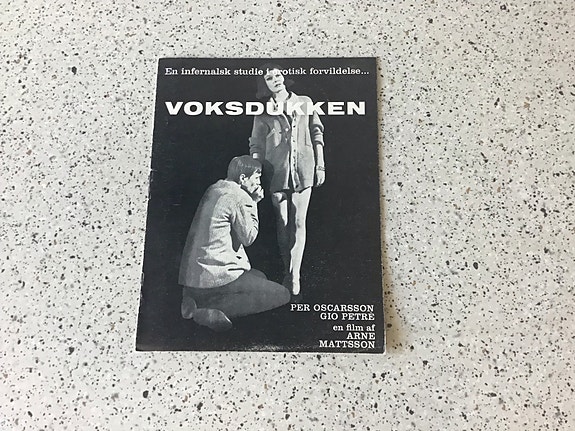 En infernalsk studie i erotisk forvildelse...
VOKSDUKKEN
PER OSCARSSON
GIO PETRÉ
en film af
ARNE
MATTSSON